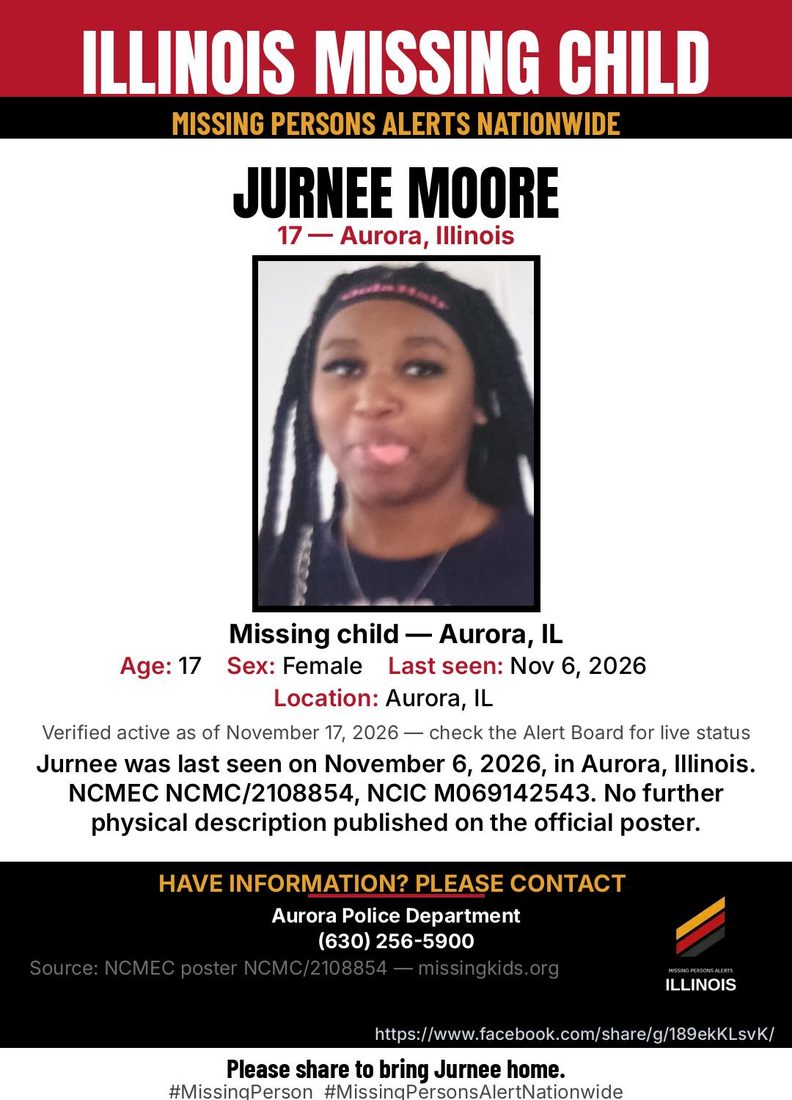 ILLINOIS MISSING CHILD
MISSING PERSONS ALERTS NATIONWIDE
JURNEE MOORE
17 — Aurora, Illinois
GolaHair
Missing child — Aurora, IL
Age: 17 Sex: Female Last seen: Nov 6, 2026
Location: Aurora, IL
Verified active as of November 17, 2026 — check the Alert Board for live status
Jurnee was last seen on November 6, 2026, in Aurora, Illinois.
NCMEC NCMC/2108854, NCIC M069142543. No further
physical description published on the official poster.
HAVE INFORMATION? PLEASE CONTACT
Aurora Police Department
(630) 256-5900
Source: NCMEC poster NCMC/2108854 — missingkids.org
MISSING PERSONS ALERTS
ILLINOIS
https://www.facebook.com/share/g/189ekKLsvK/
Please share to bring Jurnee home.
#MissingPerson #MissingPersonsAlertNationwide